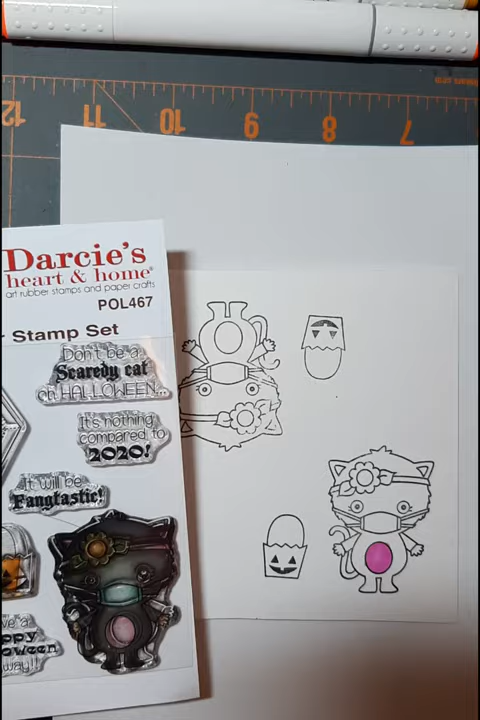 12 11 10 9 8 7
Darcie's
heart & home®
art rubber stamps and paper crafts
POL467
Stamp Set
Don't be a
Scaredy cat
on HALLOWEEN..
It's nothing
compared to
2020!
It will be
Fangtastic!